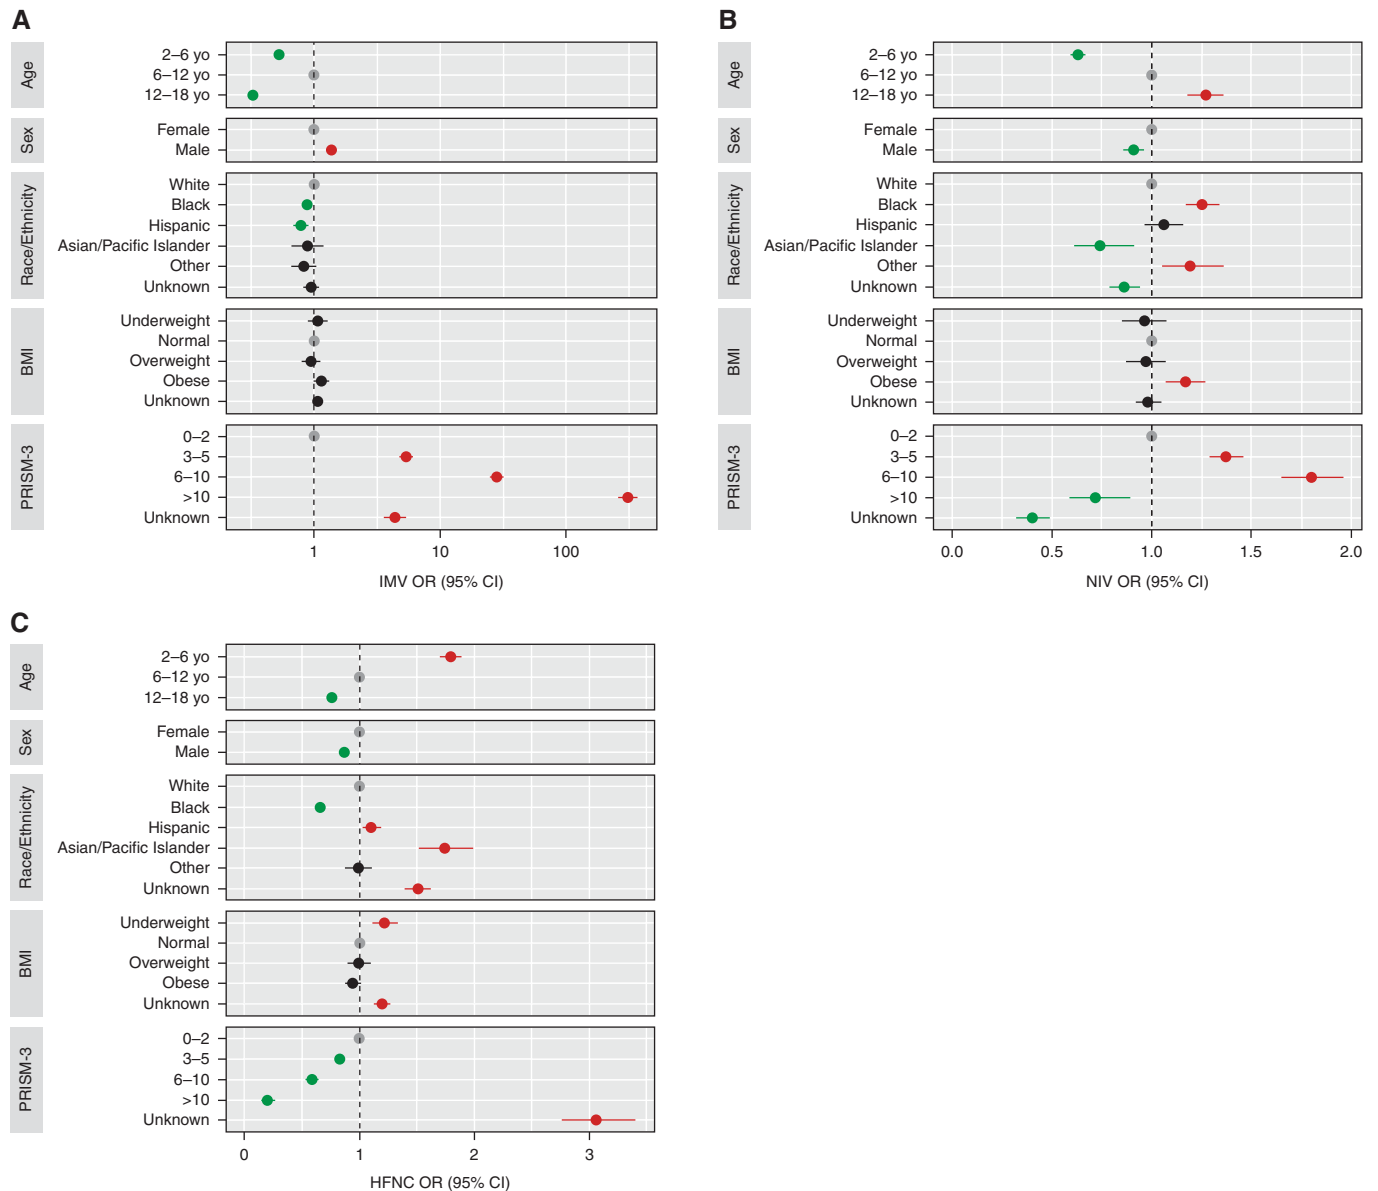 A
Age
2–6 yo
6–12 yo
12–18 yo
Sex
Female
Male
Race/Ethnicity
White
Black
Hispanic
Asian/Pacific Islander
Other
Unknown
BMI
Underweight
Normal
Overweight
Obese
Unknown
PRISM-3
0–2
3–5
6–10
>10
Unknown
1 10 100
IMV OR (95% CI)
B
Age
2–6 yo
6–12 yo
12–18 yo
Sex
Female
Male
Race/Ethnicity
White
Black
Hispanic
Asian/Pacific Islander
Other
Unknown
BMI
Underweight
Normal
Overweight
Obese
Unknown
PRISM-3
0–2
3–5
6–10
>10
Unknown
0.0 0.5 1.0 1.5 2.0
NIV OR (95% CI)
C
Age
2–6 yo
6–12 yo
12–18 yo
Sex
Female
Male
Race/Ethnicity
White
Black
Hispanic
Asian/Pacific Islander
Other
Unknown
BMI
Underweight
Normal
Overweight
Obese
Unknown
PRISM-3
0–2
3–5
6–10
>10
Unknown
0 1 2 3
HFNC OR (95% CI)